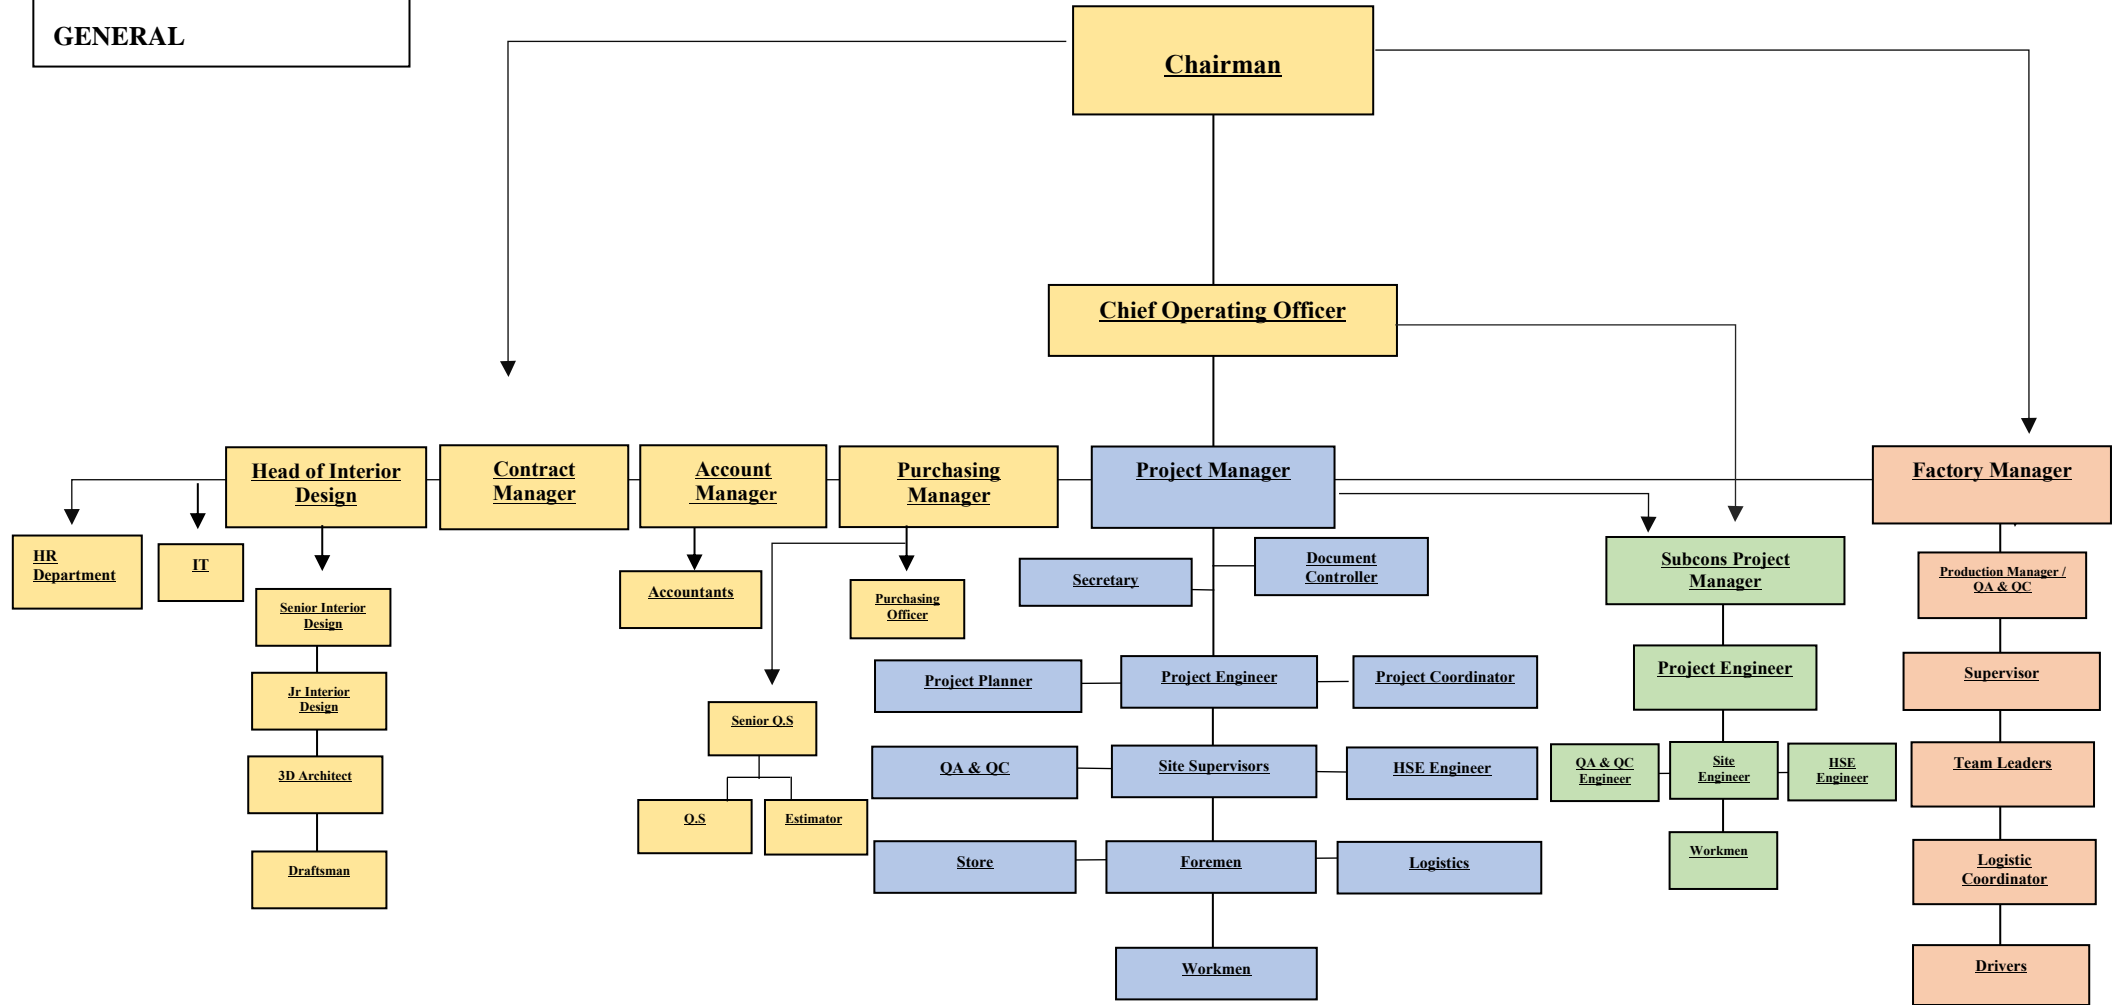 GENERAL
Chairman
Chief Operating Officer
Head of Interior
Design
Contract
Manager
Account
Manager
Purchasing
Manager
Project Manager
Factory Manager
HR
Department
IT
Senior Interior
Design
Jr Interior
Design
3D Architect
Draftsman
Accountants
Purchasing
Officer
Senior Q.S
Q.S
Estimator
Secretary
Document
Controller
Project Planner
Project Engineer
Project Coordinator
QA & QC
Site Supervisors
HSE Engineer
Store
Foremen
Logistics
Workmen
Subcons Project
Manager
Project Engineer
QA & QC
Engineer
Site
Engineer
HSE
Engineer
Workmen
Production Manager /
QA & QC
Supervisor
Team Leaders
Logistic
Coordinator
Drivers